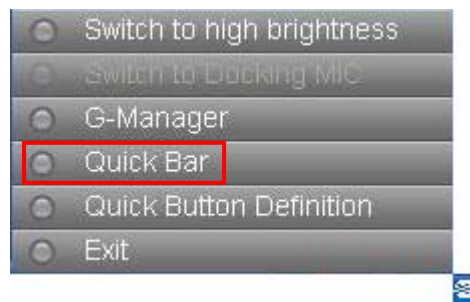 Switch to high brightness
Switch to Docking MIC
G-Manager
Quick Bar
Quick Button Definition
Exit